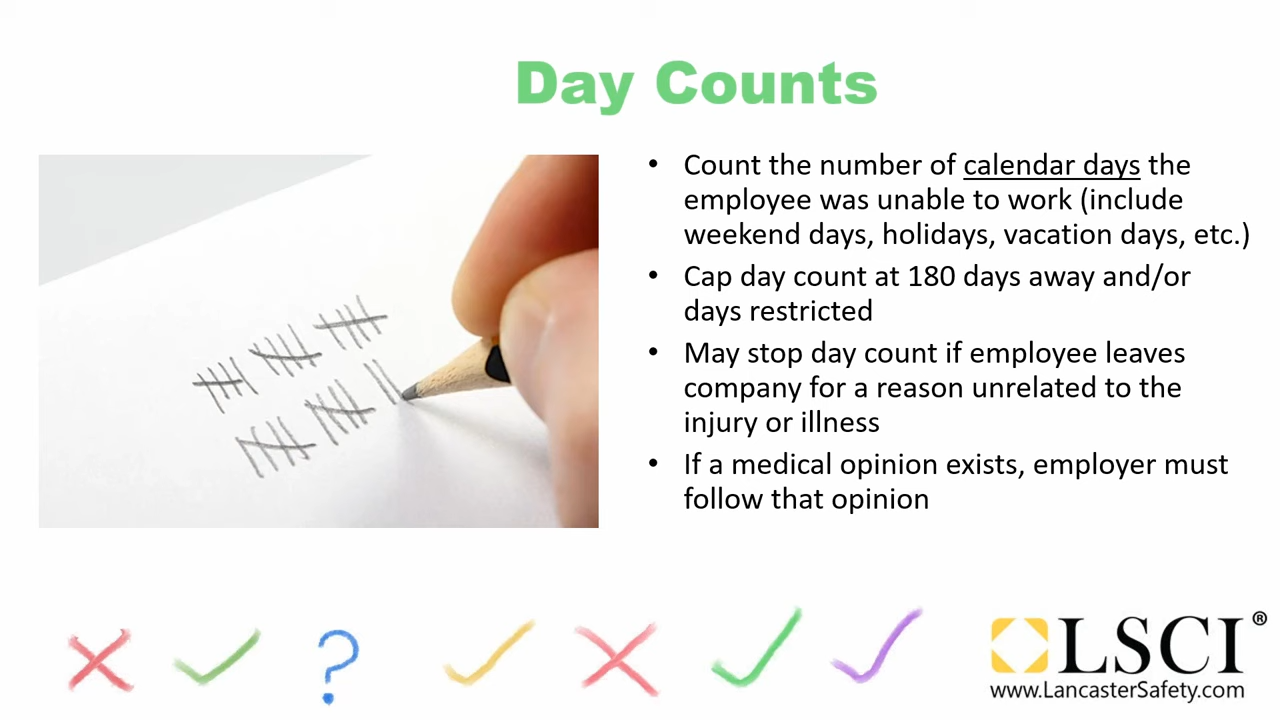 Day Counts
• Count the number of calendar days the
employee was unable to work (include
weekend days, holidays, vacation days, etc.)
• Cap day count at 180 days away and/or
days restricted
• May stop day count if employee leaves
company for a reason unrelated to the
injury or illness
• If a medical opinion exists, employer must
follow that opinion
?
LSCI®
www.LancasterSafety.com